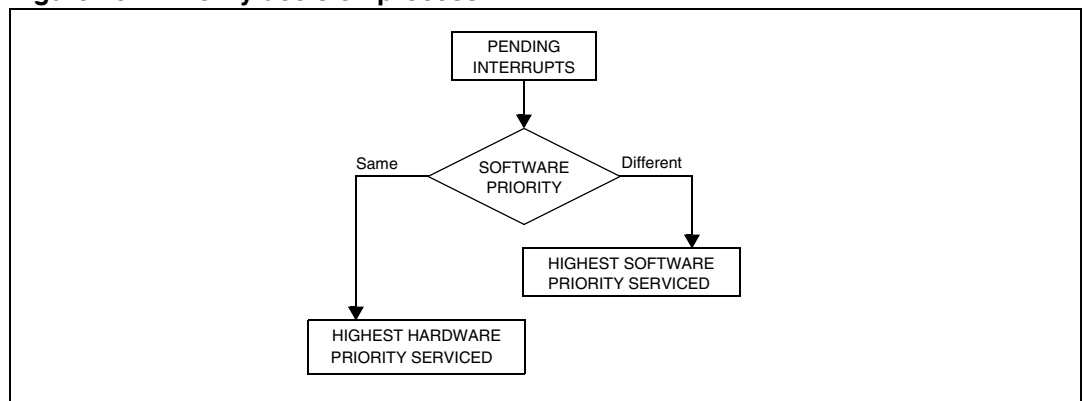 PENDING
INTERRUPTS
Same
SOFTWARE
PRIORITY
Different
HIGHEST SOFTWARE
PRIORITY SERVICED
HIGHEST HARDWARE
PRIORITY SERVICED